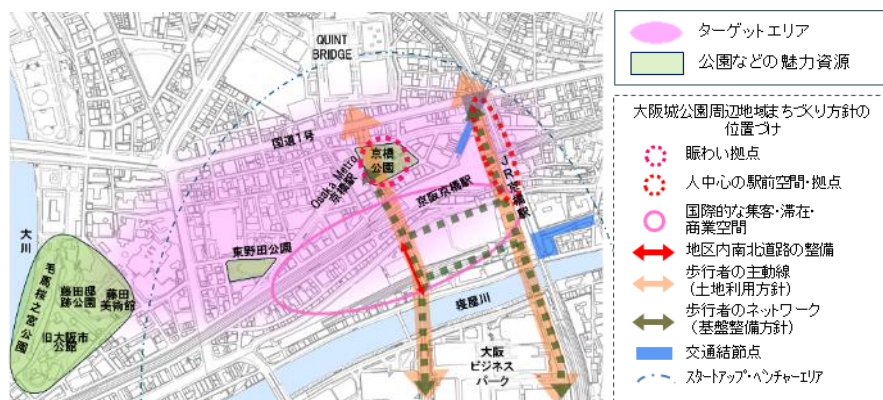 QUINT
BRIDGE
国道1号
Osaka Metro
京橋駅
京橋
公園
京阪京橋駅
JR京橋駅
東野田公園
大川
毛馬桜之宮公園
藤田邸
跡公園
藤田
美術館
旧大阪市
公館
寝屋川
大阪
ビジネス
パーク
ターゲットエリア
公園などの魅力資源
大阪城公園周辺地域まちづくり方針の
位置づけ
賑わい拠点
人中心の駅前空間・拠点
国際的な集客・滞在・
商業空間
地区内南北道路の整備
歩行者の主動線
(土地利用方針)
歩行者のネットワーク
(基盤整備方針)
交通結節点
スタートアップ・ベンチャーエリア